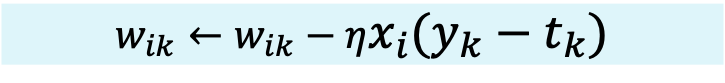 wᵢₖ ← wᵢₖ − ηxᵢ(yₖ − tₖ)